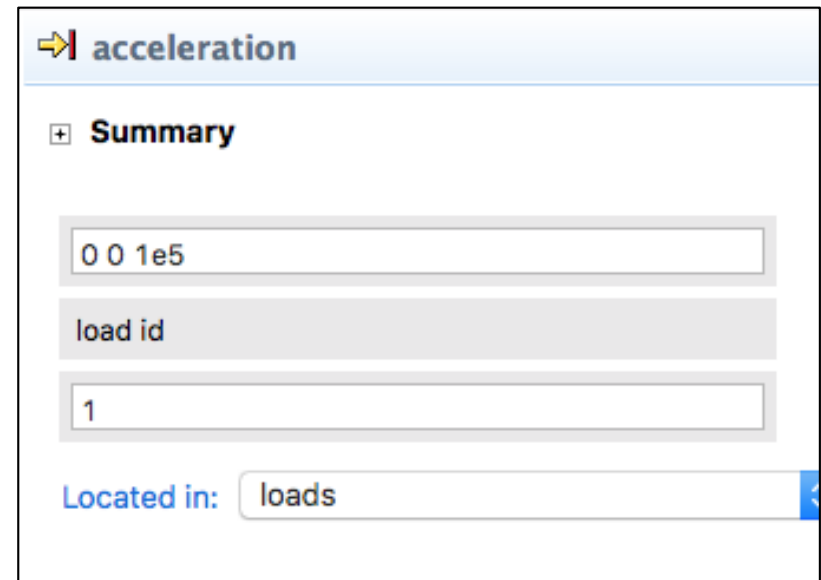 acceleration
Summary
0 0 1e5
load id
1
Located in: loads